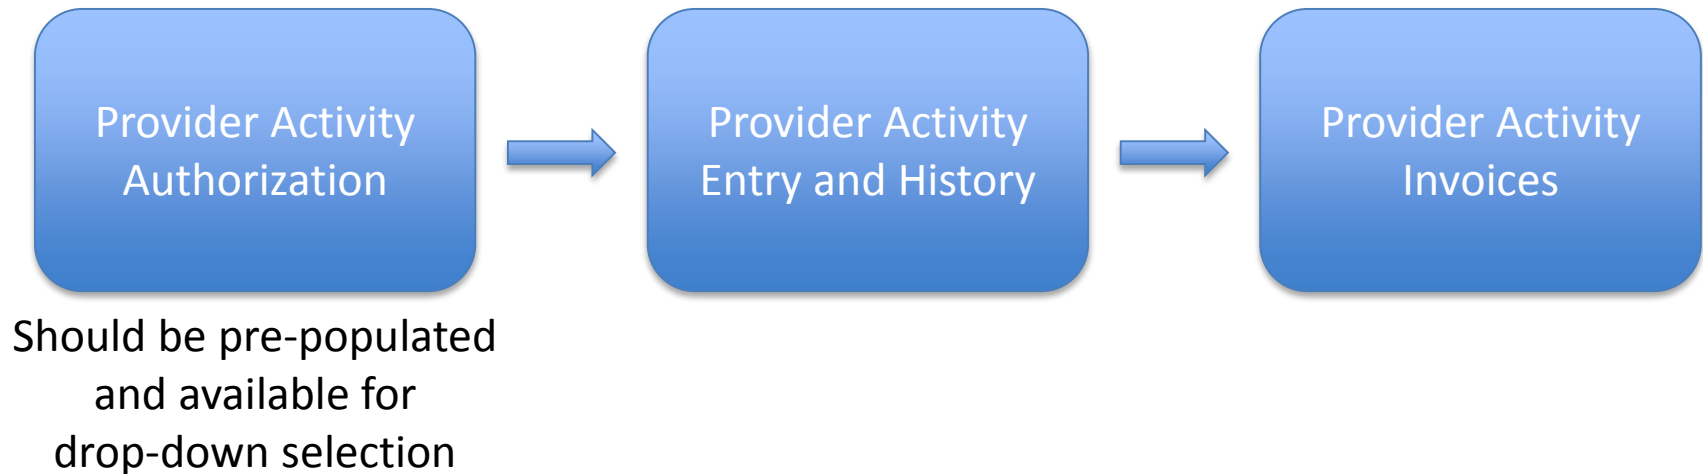 Provider Activity
Authorization
Provider Activity
Entry and History
Provider Activity
Invoices
Should be pre-populated
and available for
drop-down selection